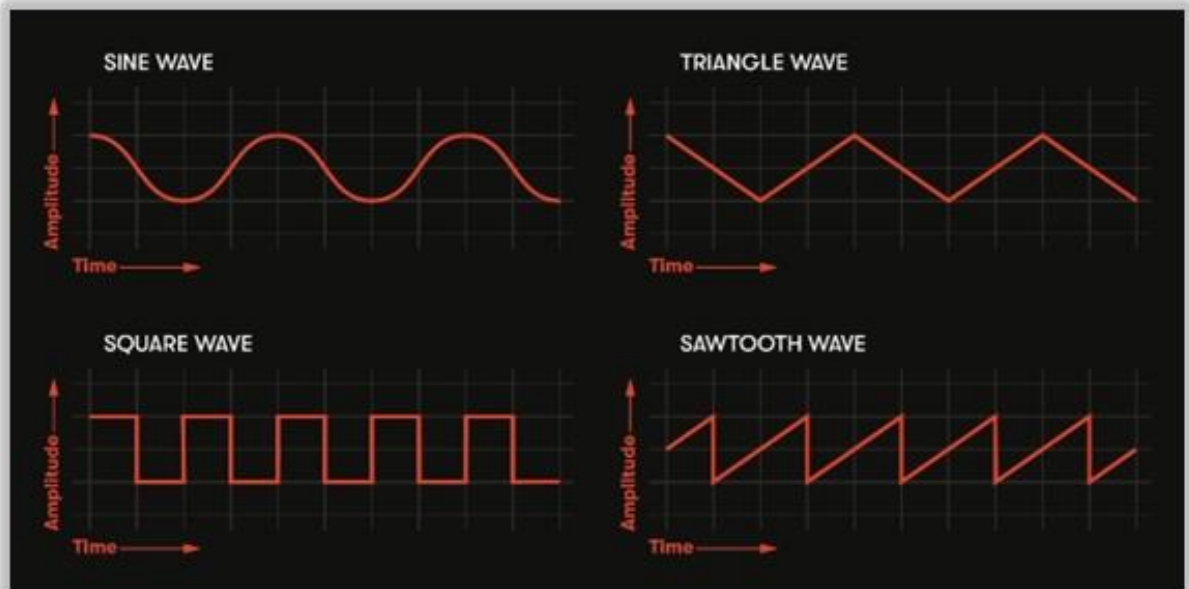 SINE WAVE
Amplitude
Time
TRIANGLE WAVE
Amplitude
Time
SQUARE WAVE
Amplitude
Time
SAWTOOTH WAVE
Amplitude
Time